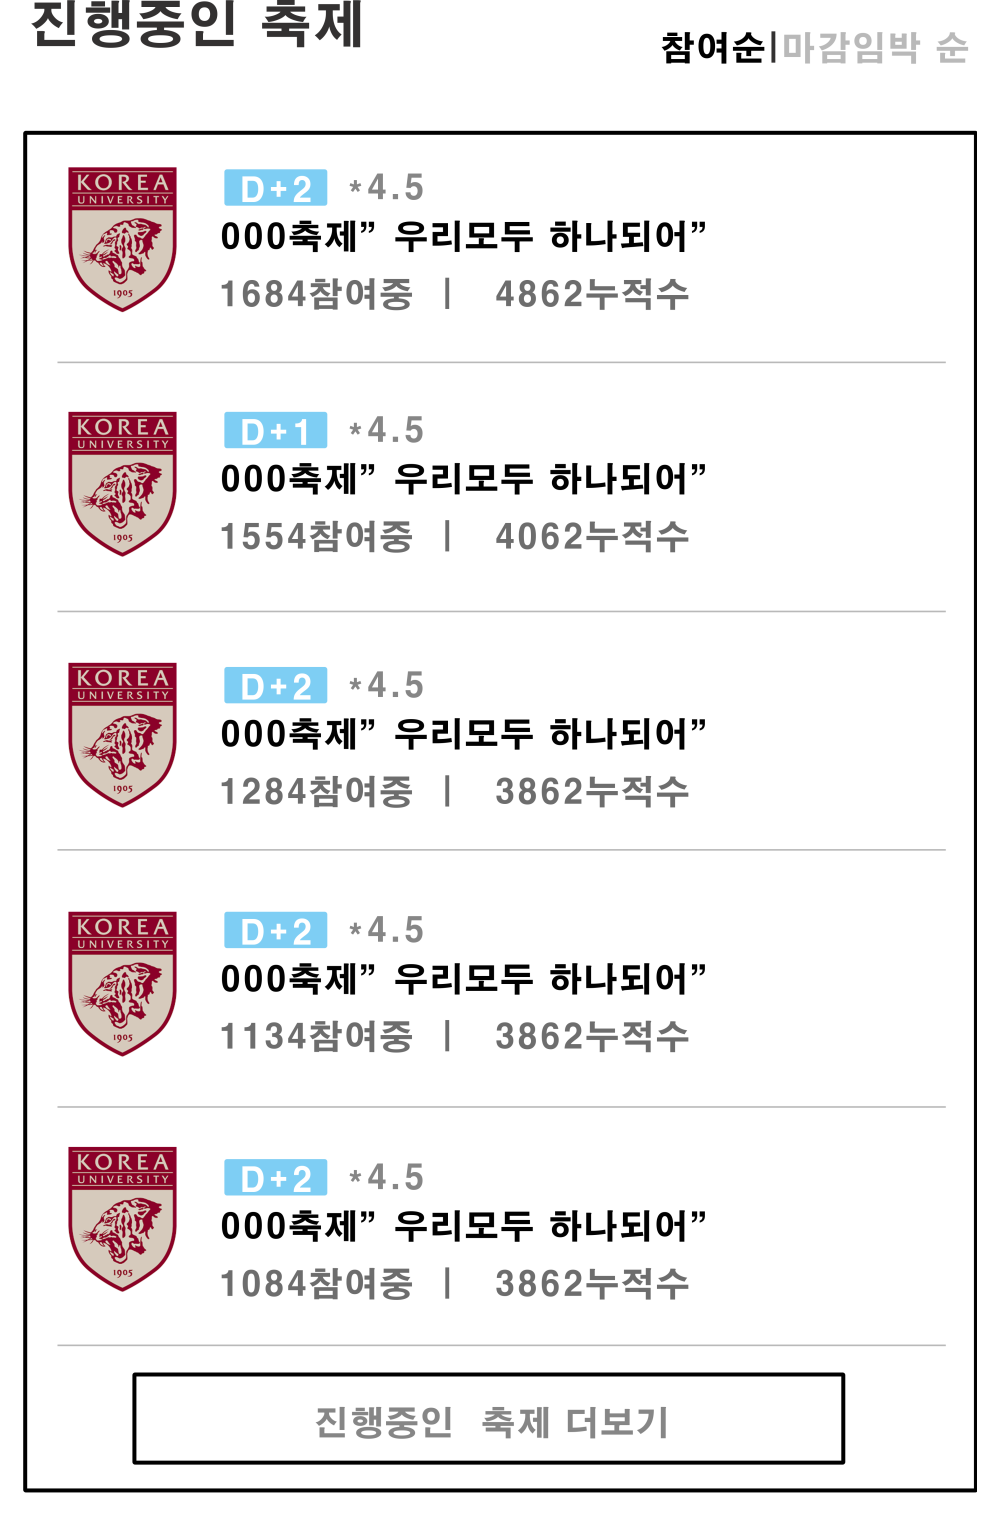 진행중인 축제
참여순|마감임박 순
KOREA
UNIVERSITY
1905
D+2 *4.5
000축제” 우리모두 하나되어”
1684참여중 | 4862누적수
KOREA
UNIVERSITY
1905
D+1 *4.5
000축제” 우리모두 하나되어”
1554참여중 | 4062누적수
KOREA
UNIVERSITY
1905
D+2 *4.5
000축제” 우리모두 하나되어”
1284참여중 | 3862누적수
KOREA
UNIVERSITY
1905
D+2 *4.5
000축제” 우리모두 하나되어”
1134참여중 | 3862누적수
KOREA
UNIVERSITY
1905
D+2 *4.5
000축제” 우리모두 하나되어”
1084참여중 | 3862누적수
진행중인 축제 더보기